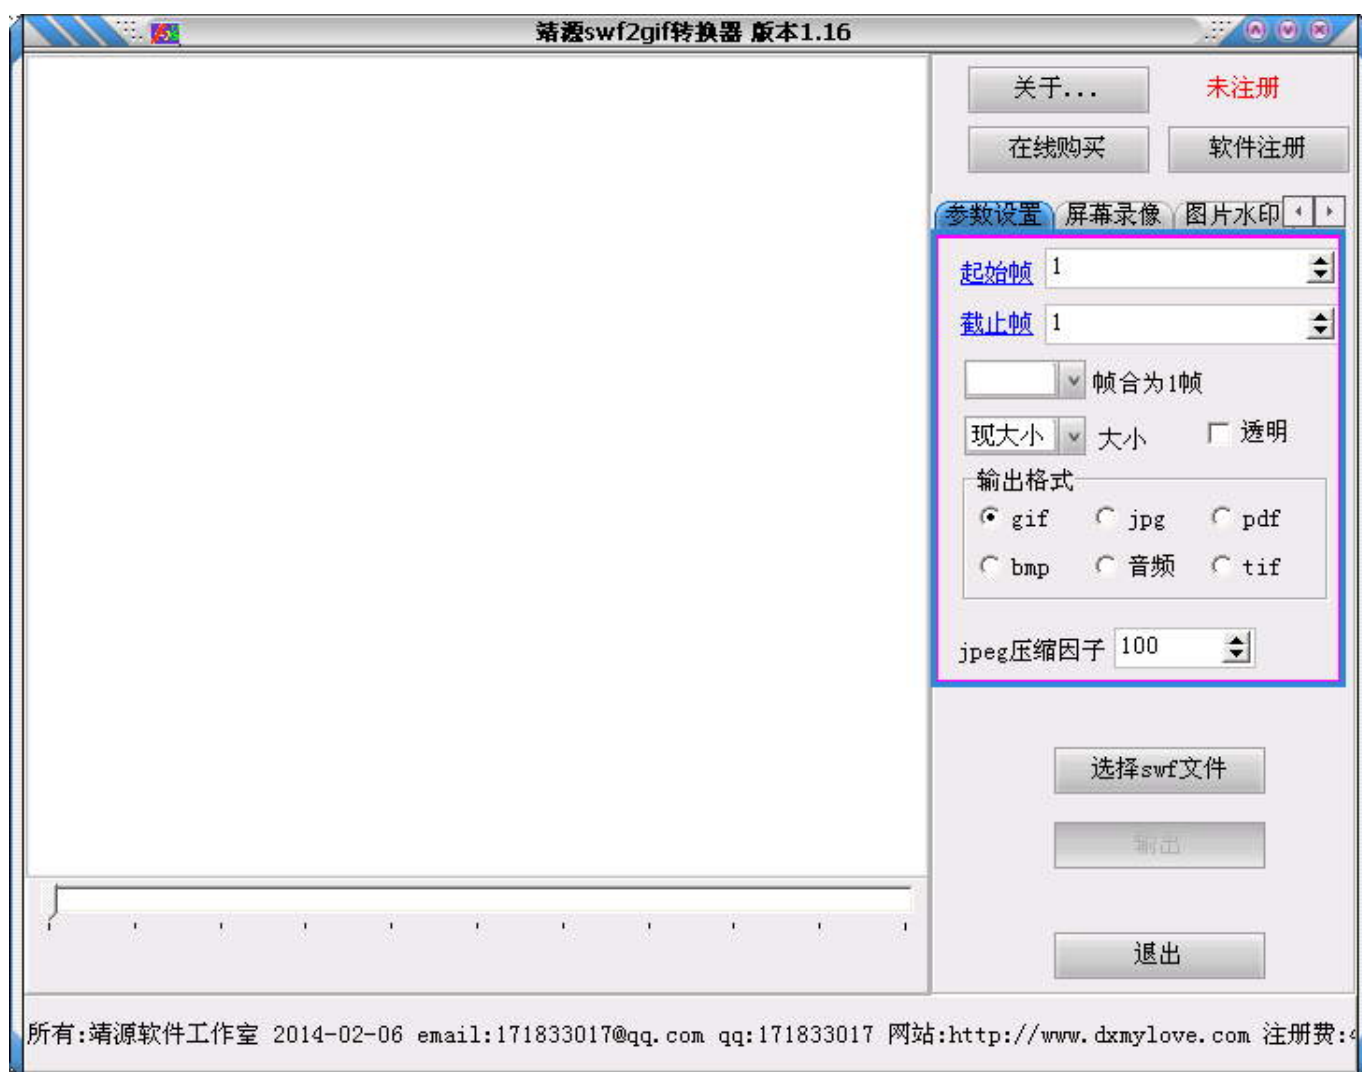 靖源swf2gif转换器 版本1.16
关于...
未注册
在线购买
软件注册
参数设置
屏幕录像
图片水印
起始帧 1
截止帧 1
帧合为1帧
现大小 大小 透明
输出格式
gif jpg pdf
bmp 音频 tif
jpeg压缩因子 100
选择swf文件
输出
退出
所有:靖源软件工作室 2014-02-06 email:171833017@qq.com qq:171833017 网站:http://www.dxmylove.com 注册费: